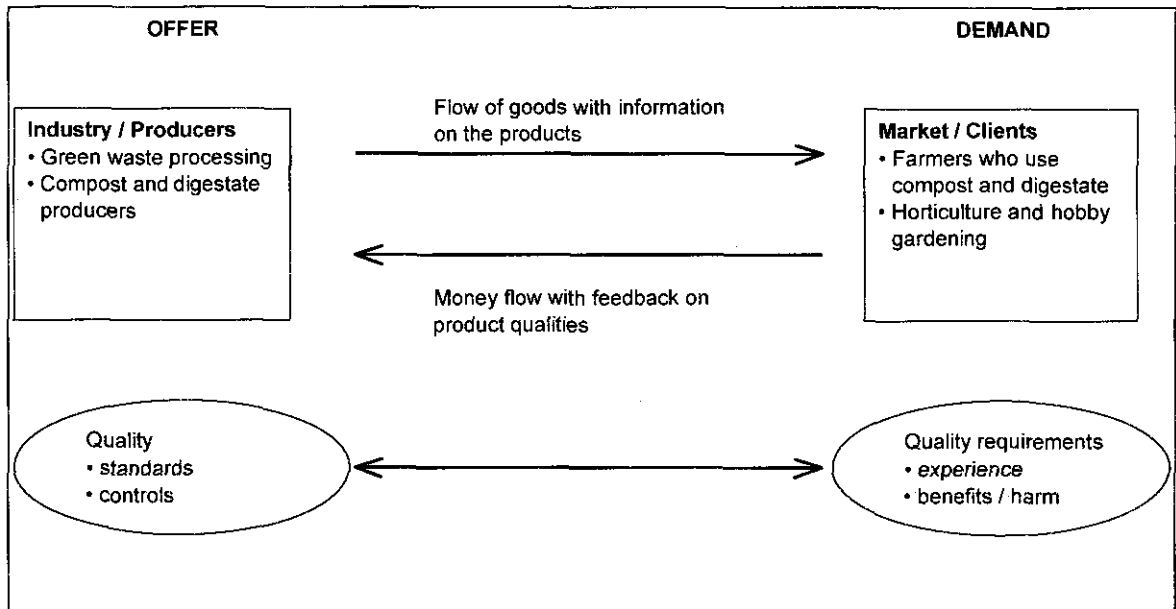 OFFER
DEMAND
Industry / Producers
• Green waste processing
• Compost and digestate
producers
Flow of goods with information
on the products
Money flow with feedback on
product qualities
Market / Clients
• Farmers who use
compost and digestate
• Horticulture and hobby
gardening
Quality
• standards
• controls
Quality requirements
• experience
• benefits / harm